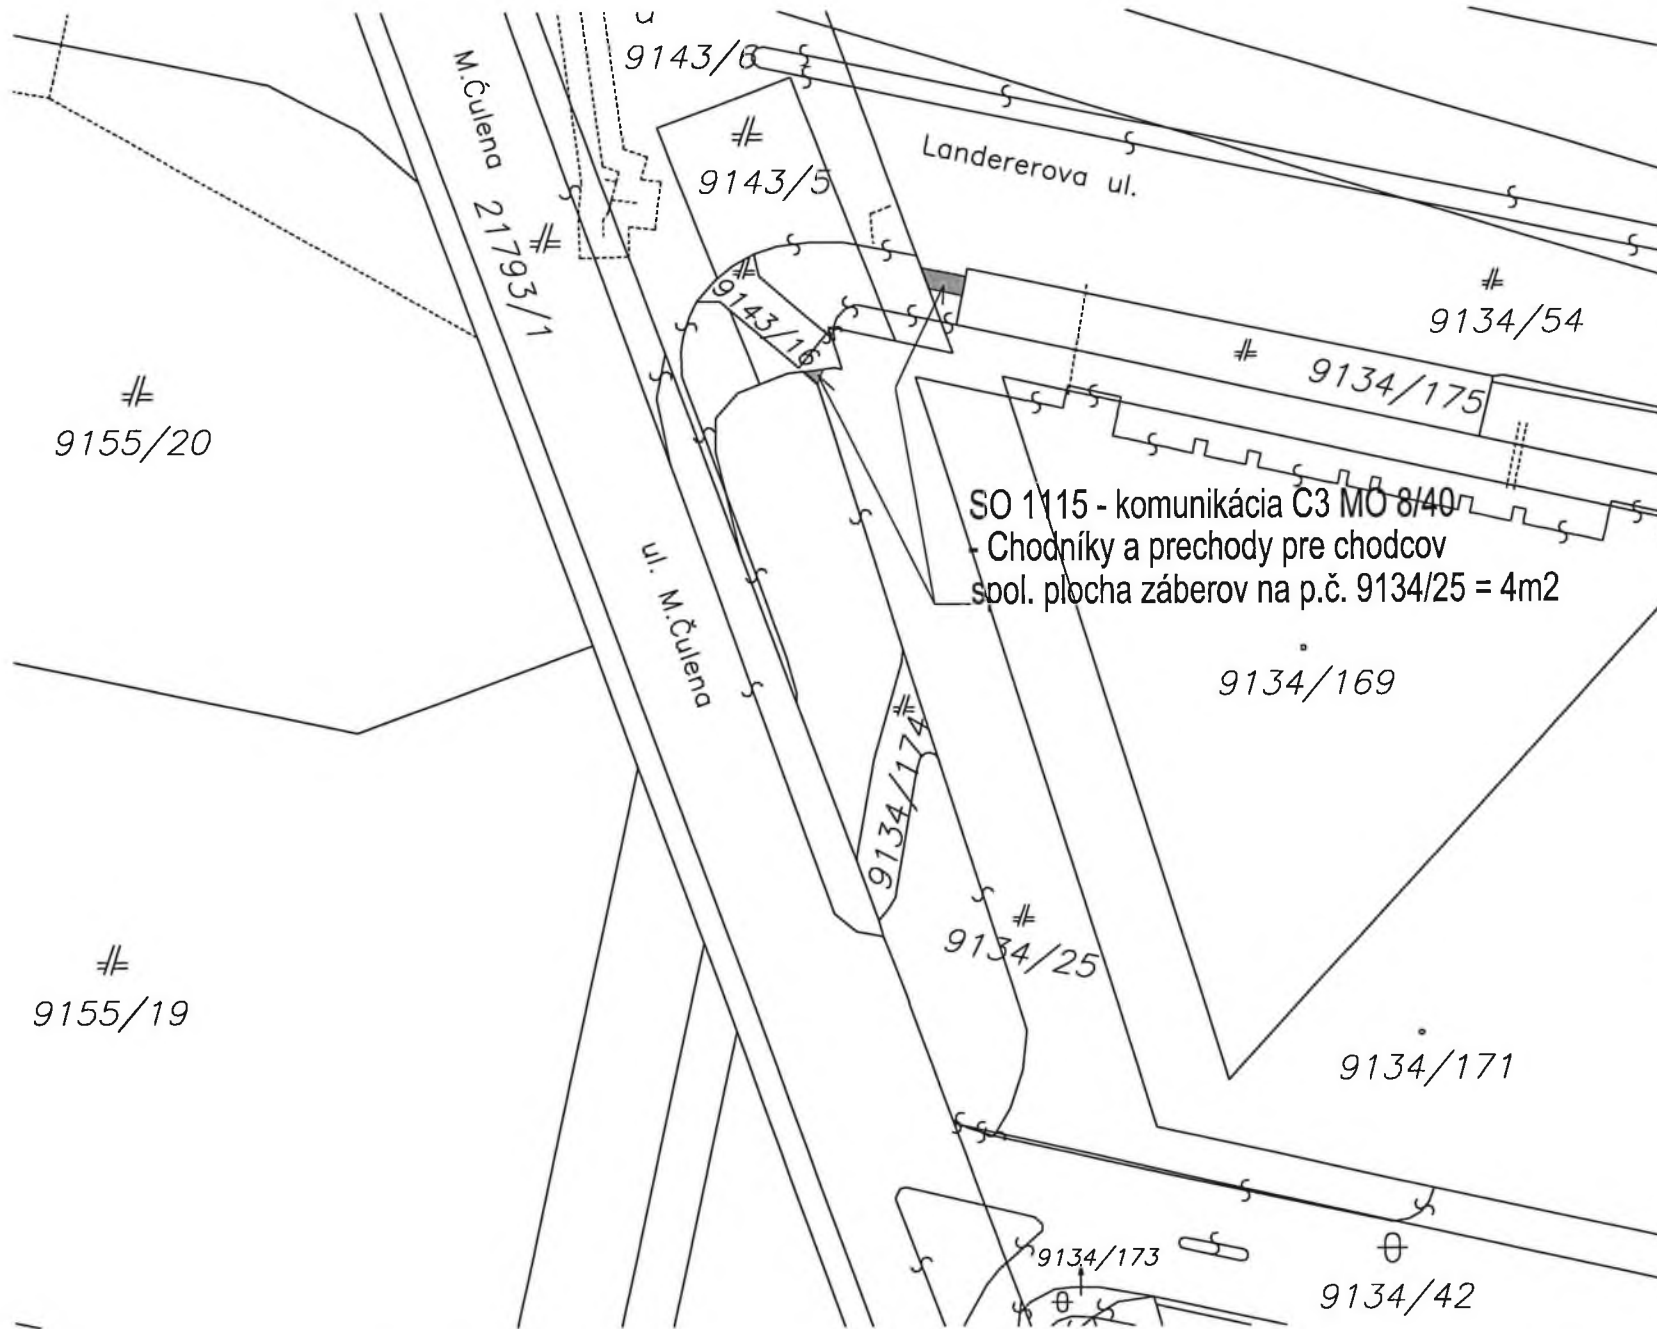 9143/6
M.Čulena 21793/1
Landererova ul.
9143/5
9143/16
9134/54
9134/175
9155/20
SO 1115 - komunikácia C3 MO 8/40
- Chodníky a prechody pre chodcov
spol. plocha záberov na p.č. 9134/25 = 4m2
ul. M.Čulena
9134/169
9134/174
9134/25
9155/19
9134/171
9134/173
9134/42